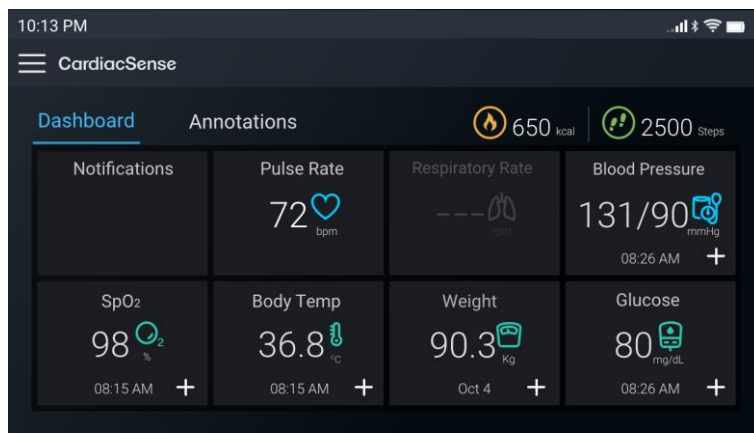 10:13 PM
CardiacSense
Dashboard
Annotations
650 kcal
2500 Steps
Notifications
Pulse Rate
72 bpm
Respiratory Rate
--- rpm
Blood Pressure
131/90 mmHg
08:26 AM +
SpO2
98 O2 %
08:15 AM +
Body Temp
36.8 °C
08:15 AM +
Weight
90.3 Kg
Oct 4 +
Glucose
80 mg/dL
08:26 AM +